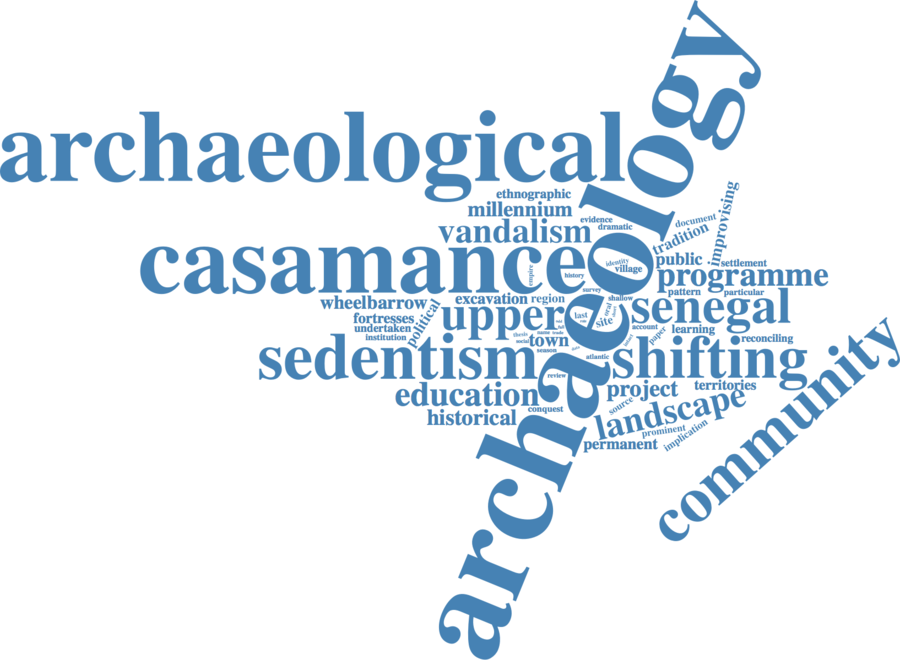 archaeology
archaeological
ethnographic
millennium
evidence
dramatic
vandalism
casamance
improvising
document
tradition
public
settlement
identity
village
empire
history
programme
survey
pattern
particular
wheelbarrow
political
excavation
region
shallow
oral
senegal
fortresses
upper
last
site
undertaken
institution
account
learning
paper
reconciling
thesis
social
town
season
atlantic
sedentism
shifting
review
community
education
project
territories
source
landscape
historical
conquest
prominent
implication
permanent